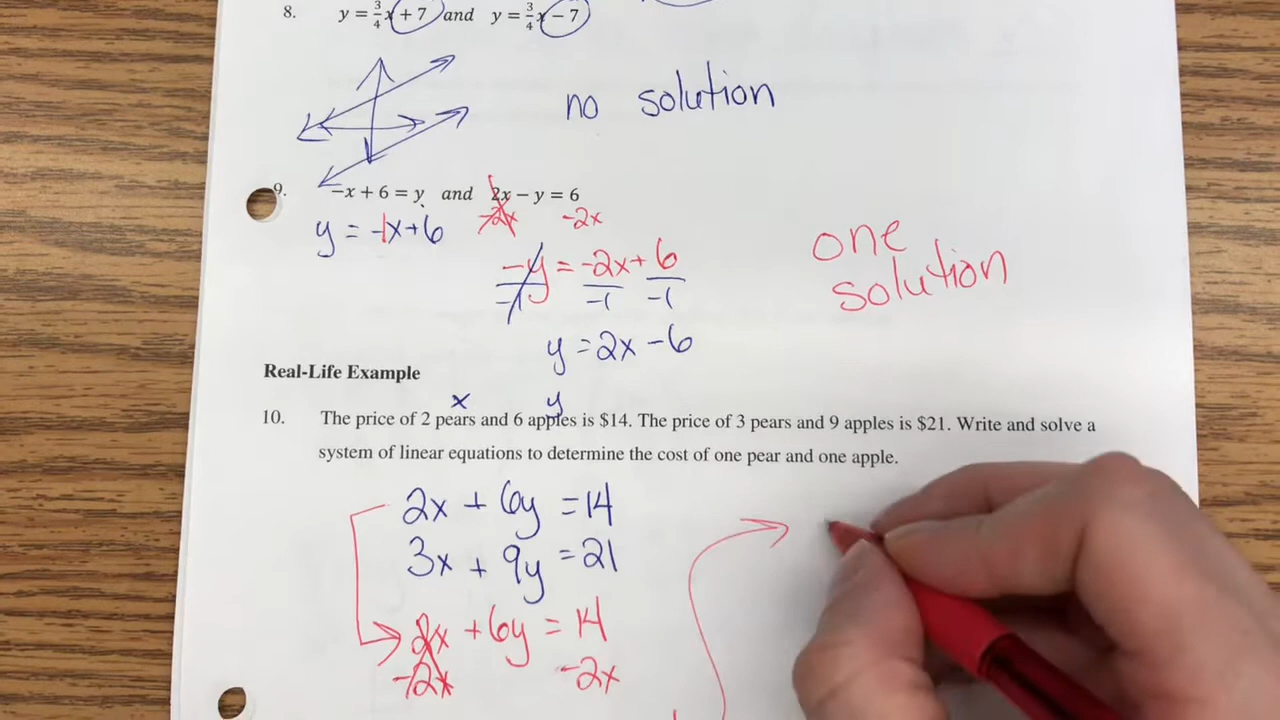 8. y = 3/4x + 7 and y = 3/4x − 7
no solution
9. −x + 6 = y and 2x − y = 6
y = -1x+6
-2x -2x
-y = -2x+ 6
-1 -1 -1
y = 2x - 6
one
solution
Real-Life Example
x y
10. The price of 2 pears and 6 apples is $14. The price of 3 pears and 9 apples is $21. Write and solve a
system of linear equations to determine the cost of one pear and one apple.
2x + 6y = 14
3x + 9y = 21
2x + 6y = 14
-2x -2x